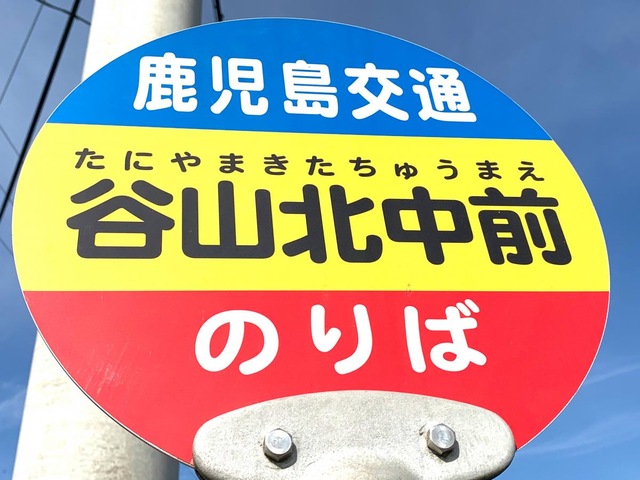 鹿児島交通
たにやまきたちゅうまえ
谷山北中前
のりば